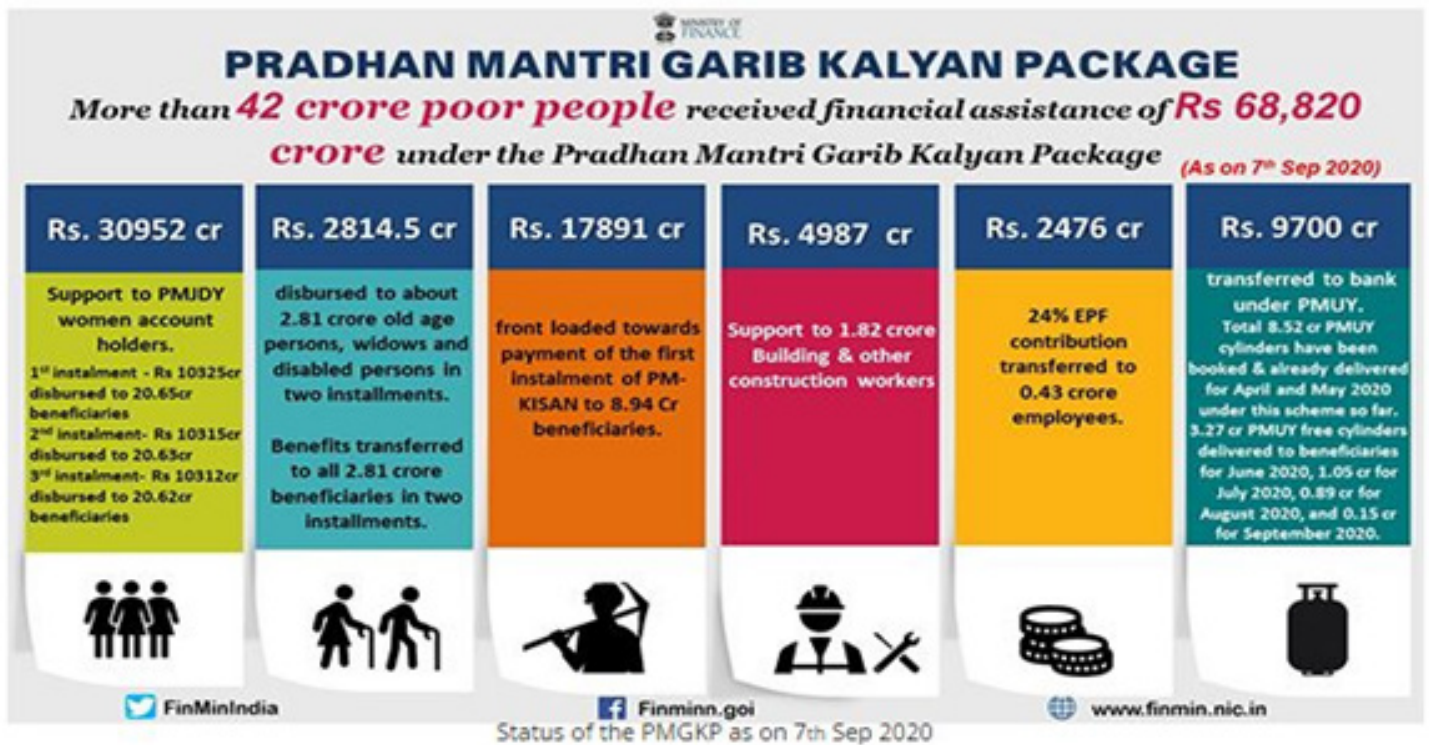 MINISTRY OF
FINANCE
PRADHAN MANTRI GARIB KALYAN PACKAGE
More than 42 crore poor people received financial assistance of Rs 68,820
crore under the Pradhan Mantri Garib Kalyan Package
(As on 7th Sep 2020)
Rs. 30952 cr
Support to PMJDY
women account
holders.
1st instalment - Rs 10325cr
disbursed to 20.65cr
beneficiaries
2nd instalment- Rs 10315cr
disbursed to 20.63cr
beneficiaries
3rd instalment- Rs 10312cr
disbursed to 20.62cr
beneficiaries
Rs. 2814.5 cr
disbursed to about
2.81 crore old age
persons, widows and
disabled persons in
two installments.
Benefits transferred
to all 2.81 crore
beneficiaries in two
installments.
Rs. 17891 cr
front loaded towards
payment of the first
instalment of PM-
KISAN to 8.94 Cr
beneficiaries.
Rs. 4987 cr
Support to 1.82 crore
Building & other
construction workers
Rs. 2476 cr
24% EPF
contribution
transferred to
0.43 crore
employees.
Rs. 9700 cr
transferred to bank
under PMUY.
Total 8.52 cr PMUY
cylinders have been
booked & already delivered
for April and May 2020
under this scheme so far.
3.27 cr PMUY free cylinders
delivered to beneficiaries
for June 2020, 1.05 cr for
July 2020, 0.89 cr for
August 2020, and 0.15 cr
for September 2020.
FinMinIndia
Finminn.goi
www.finmin.nic.in
Status of the PMGKP as on 7th Sep 2020